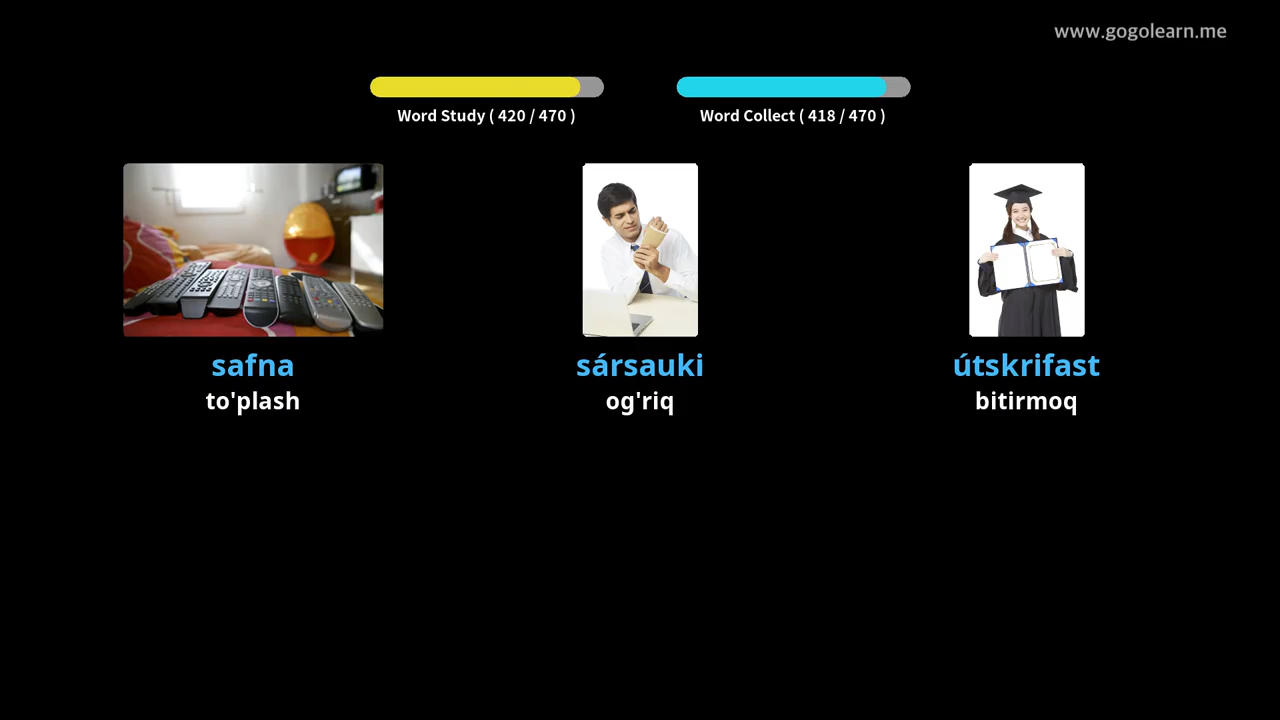 www.gogolearn.me
Word Study ( 420 / 470 )
Word Collect ( 418 / 470 )
safna
sársauki
útskrifast
to'plash
og'riq
bitirmoq